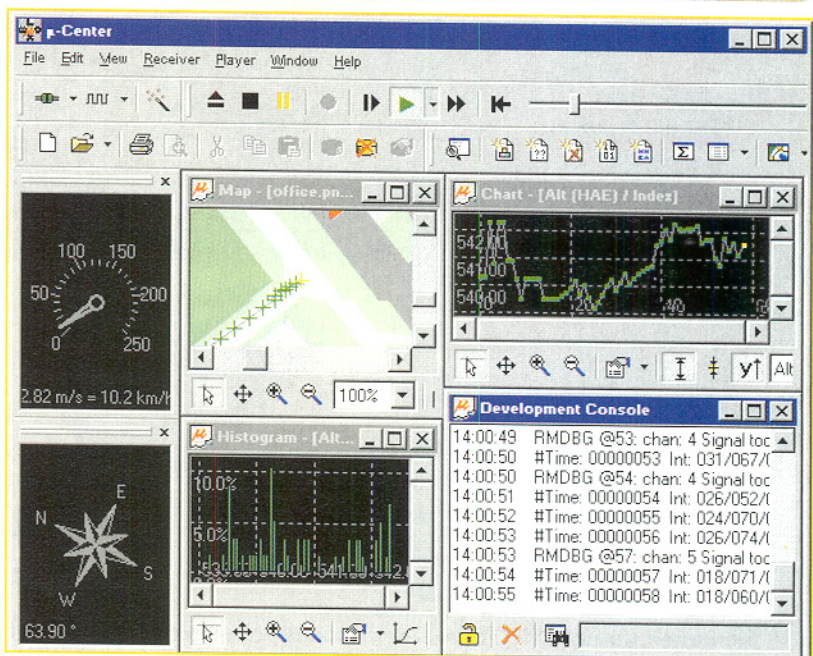 µ-Center
File Edit View Receiver Player Window Help
Map - [office.pn...
Chart - [Alt (HAE) / Index]
100 150
50 200
0 250
2.82 m/s = 10.2 km/h
542.00
541.00
540.00
20 40
100%
Alt
Histogram - [Alt...
10.0%
5.0%
Development Console
14:00:49 RMDBG @53: chan: 4 Signal too
14:00:50 #Time: 00000053 Int: 031/067/(
14:00:50 RMDBG @54: chan: 4 Signal too
14:00:51 #Time: 00000054 Int: 026/052/(
14:00:52 #Time: 00000055 Int: 024/070/(
14:00:53 #Time: 00000056 Int: 026/074/(
14:00:53 RMDBG @57: chan: 5 Signal too
14:00:54 #Time: 00000057 Int: 018/071/(
14:00:55 #Time: 00000058 Int: 018/060/(
N E
W S
63.90°